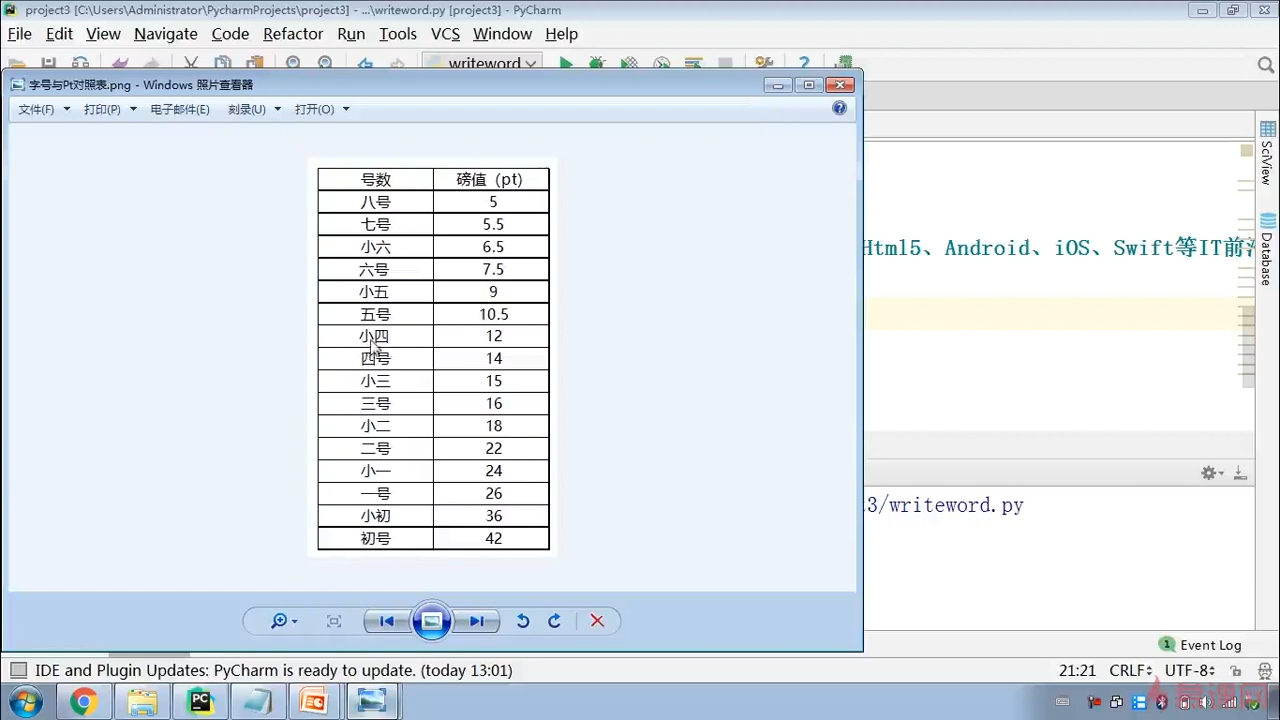 project3 [C:\Users\Administrator\PycharmProjects\project3] - ...\writeword.py [project3] - PyCharm
File Edit View Navigate Code Refactor Run Tools VCS Window Help
writeword
字号与Pt对照表.png - Windows 照片查看器
文件(F) 打印(P) 电子邮件(E) 刻录(U) 打开(O)
号数 磅值（pt）
八号 5
七号 5.5
小六 6.5
六号 7.5
小五 9
五号 10.5
小四 12
四号 14
小三 15
三号 16
小二 18
二号 22
小一 24
一号 26
小初 36
初号 42
Html5、Android、iOS、Swift等IT前
SciView
Database
3/writeword.py
1 Event Log
IDE and Plugin Updates: PyCharm is ready to update. (today 13:01)
21:21 CRLF UTF-8
PC